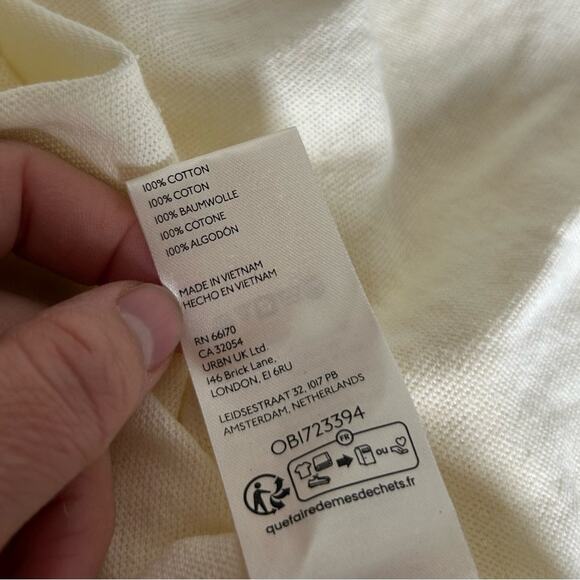 100% COTTON
100% COTON
100% BAUMWOLLE
100% COTONE
100% ALGODÓN
MADE IN VIETNAM
HECHO EN VIETNAM
RN 66170
CA 32054
URBN UK Ltd.
146 Brick Lane,
LONDON, E1 6RU
LEIDSESTRAAT 32, 1017 PB
AMSTERDAM, NETHERLANDS
OB1723394
FR
OU
quefairedemesdechets.fr